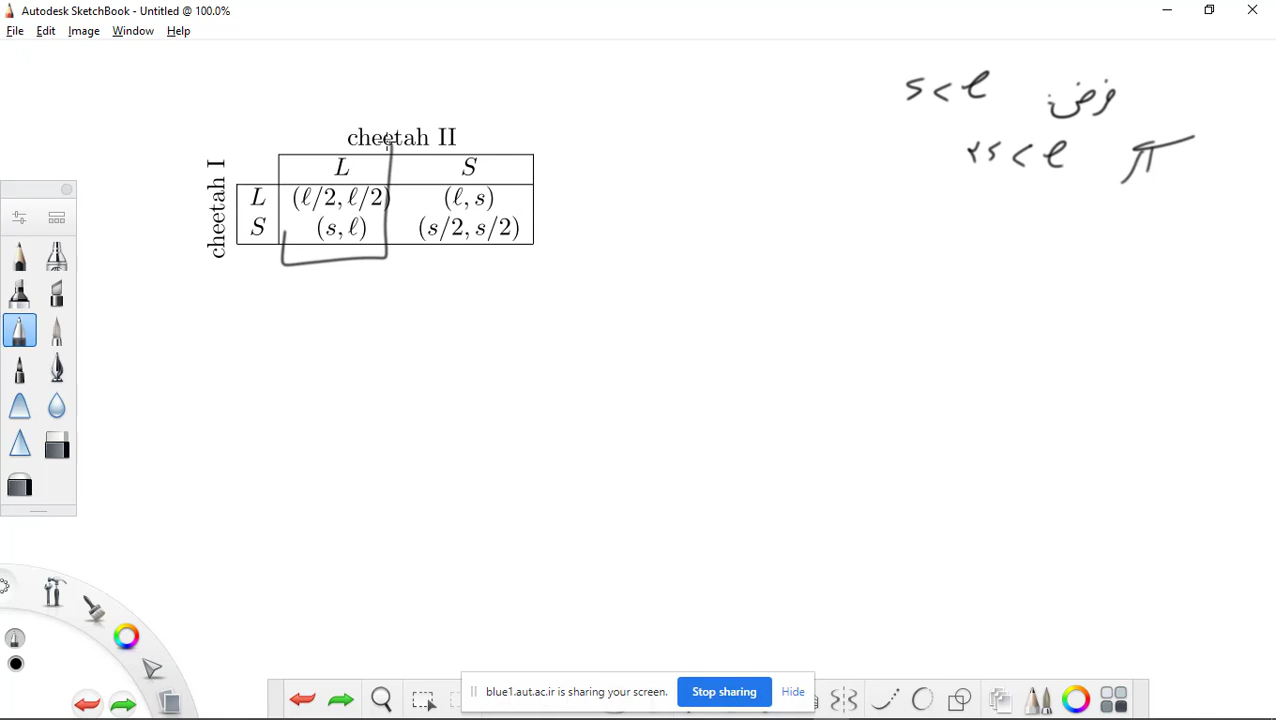 Autodesk SketchBook - Untitled @ 100.0%
File Edit Image Window Help
s < ℓ فرض
۲s < ℓ
cheetah II
cheetah I
L S
L (ℓ/2, ℓ/2) (ℓ, s)
S (s, ℓ) (s/2, s/2)
blue1.aut.ac.ir is sharing your screen. Stop sharing Hide